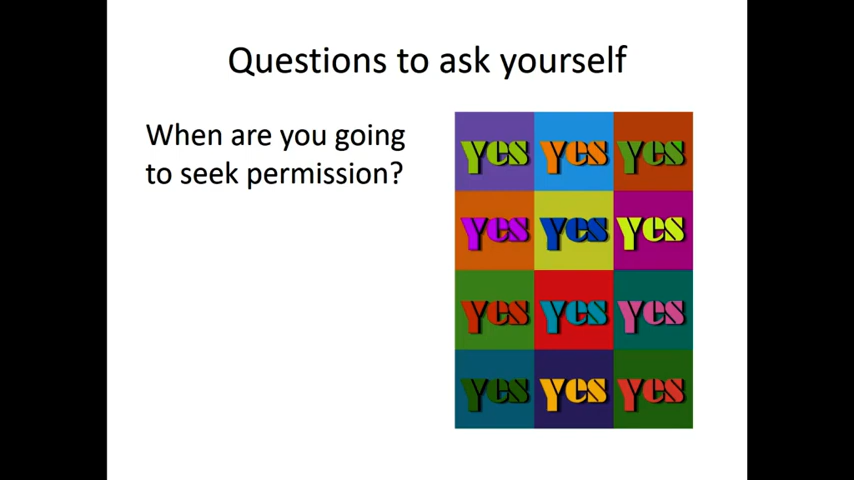 Questions to ask yourself
When are you going
to seek permission?
yes yes yes
yes yes yes
yes yes yes
yes yes yes